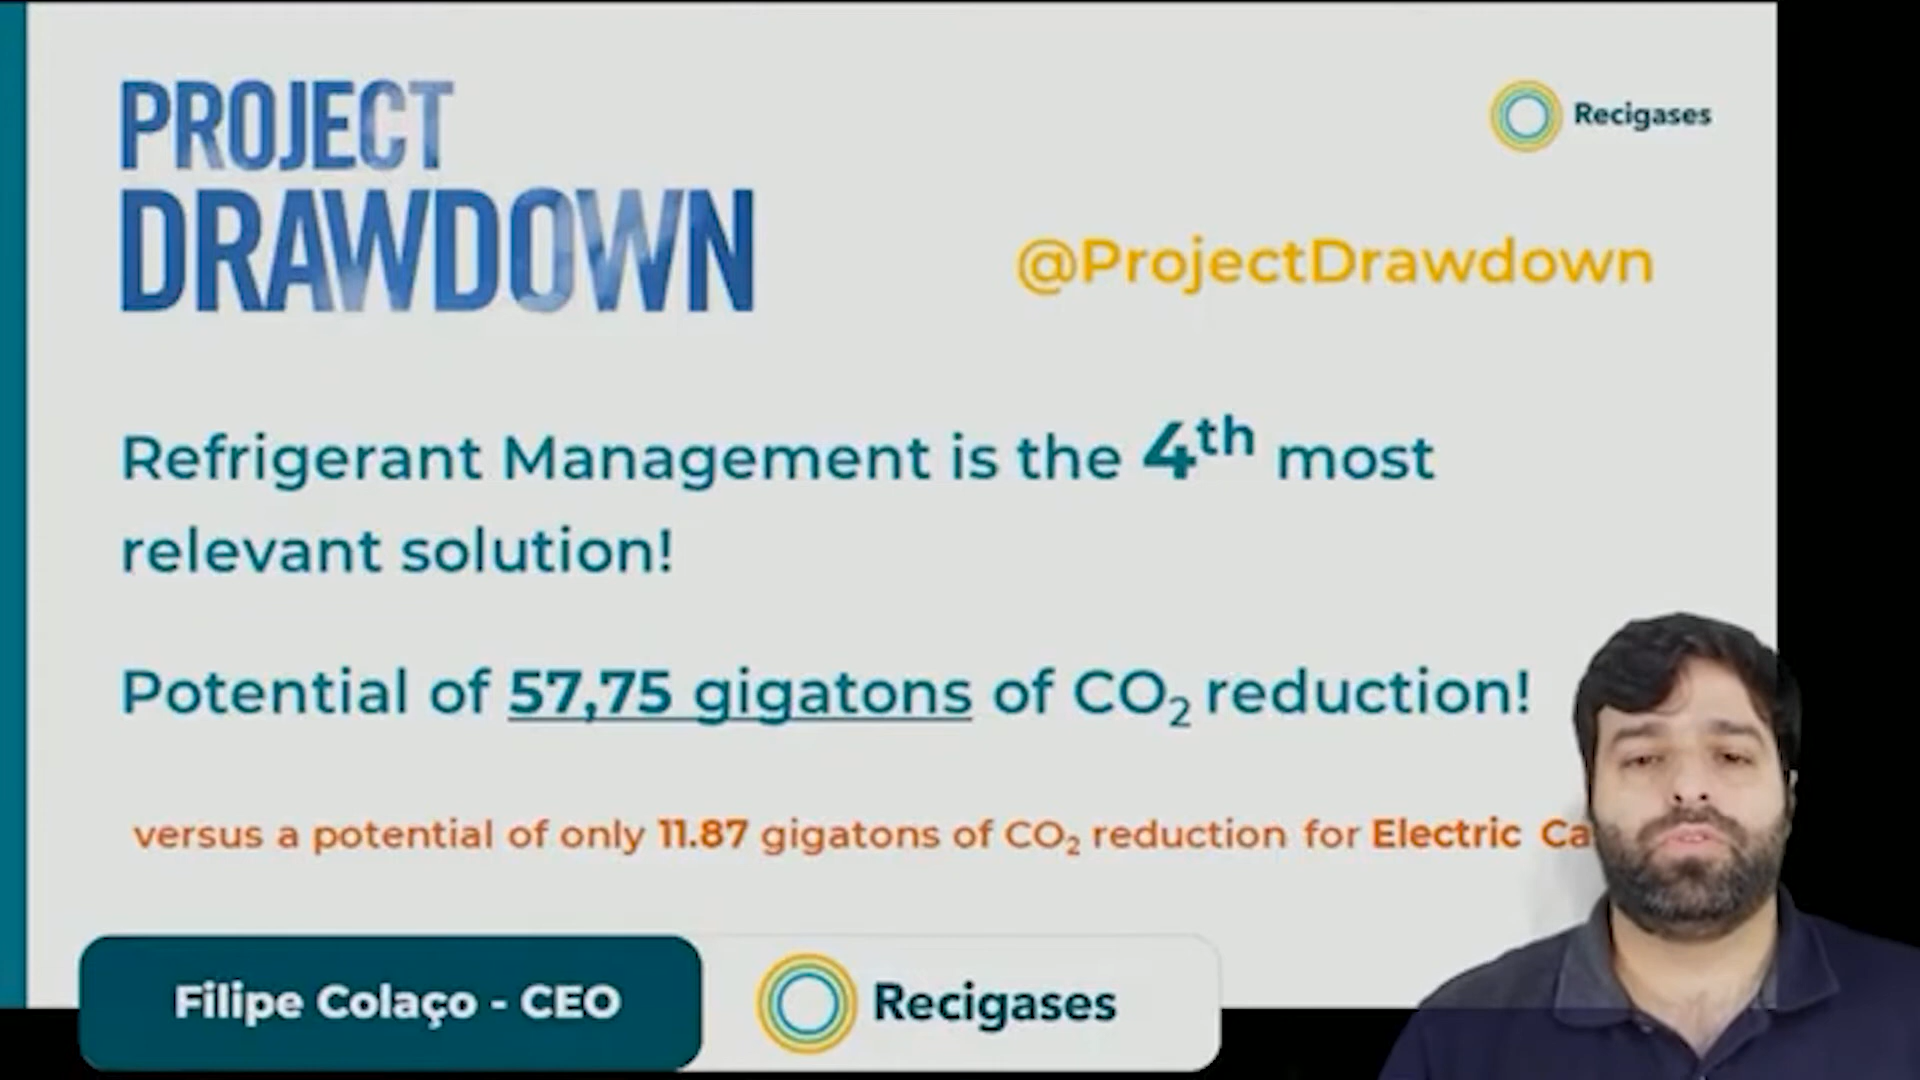 PROJECT
DRAWDOWN
Recigases
@ProjectDrawdown
Refrigerant Management is the 4th most
relevant solution!
Potential of 57,75 gigatons of CO₂ reduction!
versus a potential of only 11.87 gigatons of CO₂ reduction for Electric
Filipe Colaço - CEO
Recigases